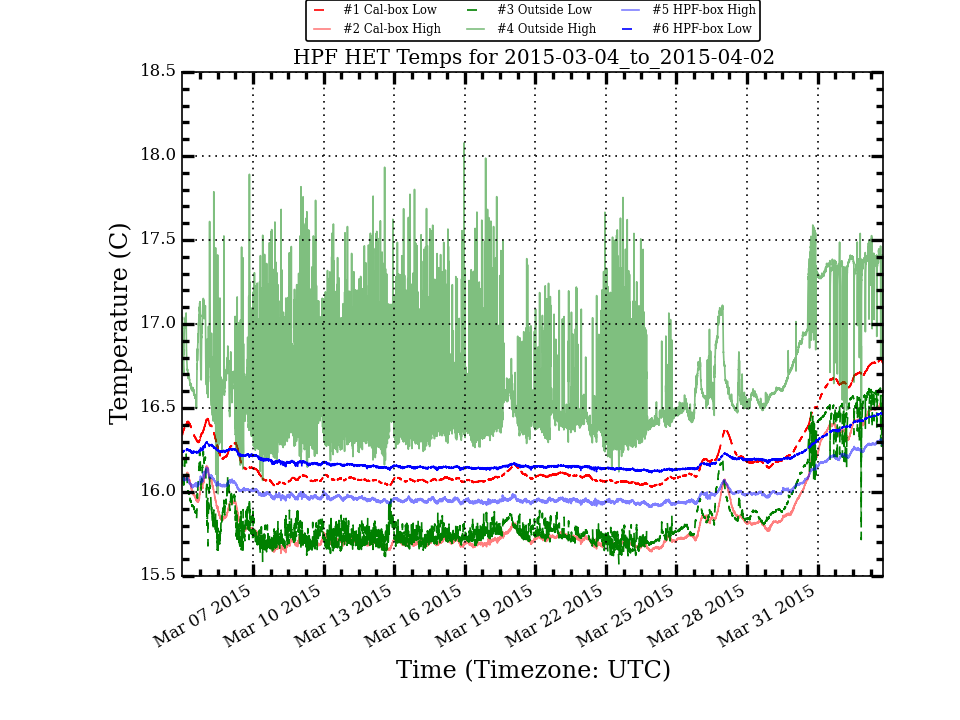 #1 Cal-box Low #3 Outside Low #5 HPF-box High
#2 Cal-box High #4 Outside High #6 HPF-box Low
HPF HET Temps for 2015-03-04_to_2015-04-02
18.5
18.0
17.5
17.0
16.5
16.0
15.5
Temperature (C)
Mar 07 2015 Mar 10 2015 Mar 13 2015 Mar 16 2015 Mar 19 2015 Mar 22 2015 Mar 25 2015 Mar 28 2015 Mar 31 2015
Time (Timezone: UTC)